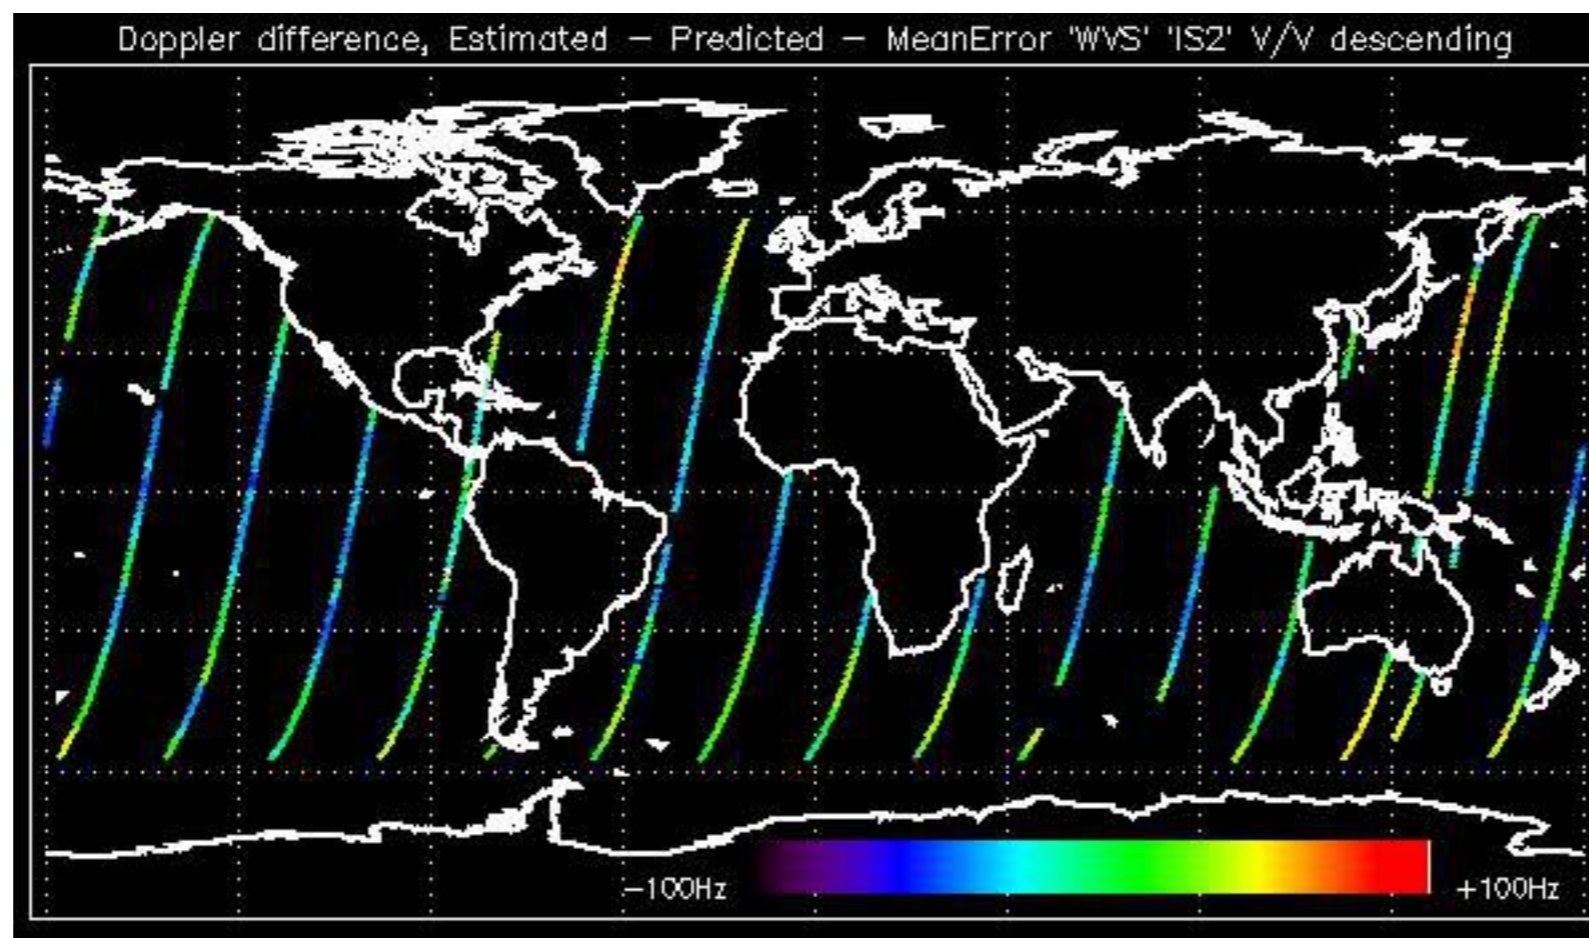 Doppler difference, Estimated – Predicted – MeanError 'WVS' 'IS2' V/V descending
–100Hz +100Hz